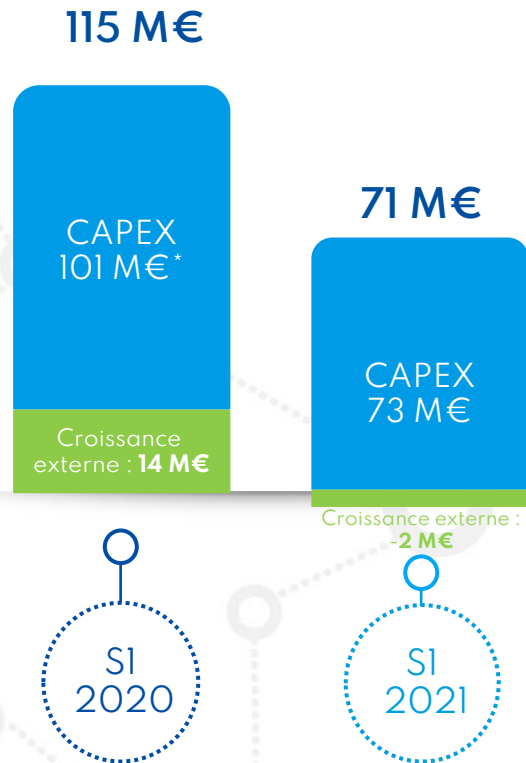 115 M€
CAPEX
101 M€*
Croissance
externe : 14 M€
S1
2020
71 M€
CAPEX
73 M€
Croissance externe :
-2 M€
S1
2021